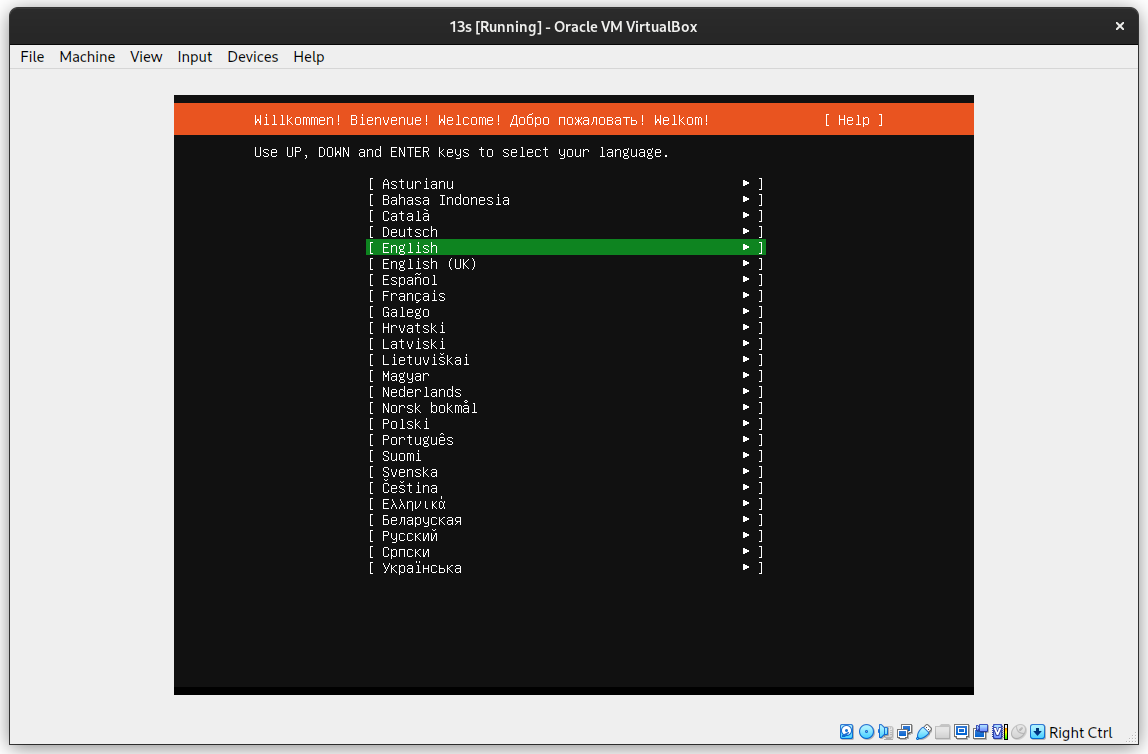 13s [Running] - Oracle VM VirtualBox
File Machine View Input Devices Help
Willkommen! Bienvenue! Welcome! Добро пожаловать! Welkom! [ Help ]
Use UP, DOWN and ENTER keys to select your language.
[ Asturianu ► ]
[ Bahasa Indonesia ► ]
[ Català ► ]
[ Deutsch ► ]
[ English ► ]
[ English (UK) ► ]
[ Español ► ]
[ Français ► ]
[ Galego ► ]
[ Hrvatski ► ]
[ Latviski ► ]
[ Lietuviškai ► ]
[ Magyar ► ]
[ Nederlands ► ]
[ Norsk bokmål ► ]
[ Polski ► ]
[ Português ► ]
[ Suomi ► ]
[ Svenska ► ]
[ Čeština ► ]
[ Ελληνικά ► ]
[ Беларуская ► ]
[ Русский ► ]
[ Српски ► ]
[ Українська ► ]
Right Ctrl